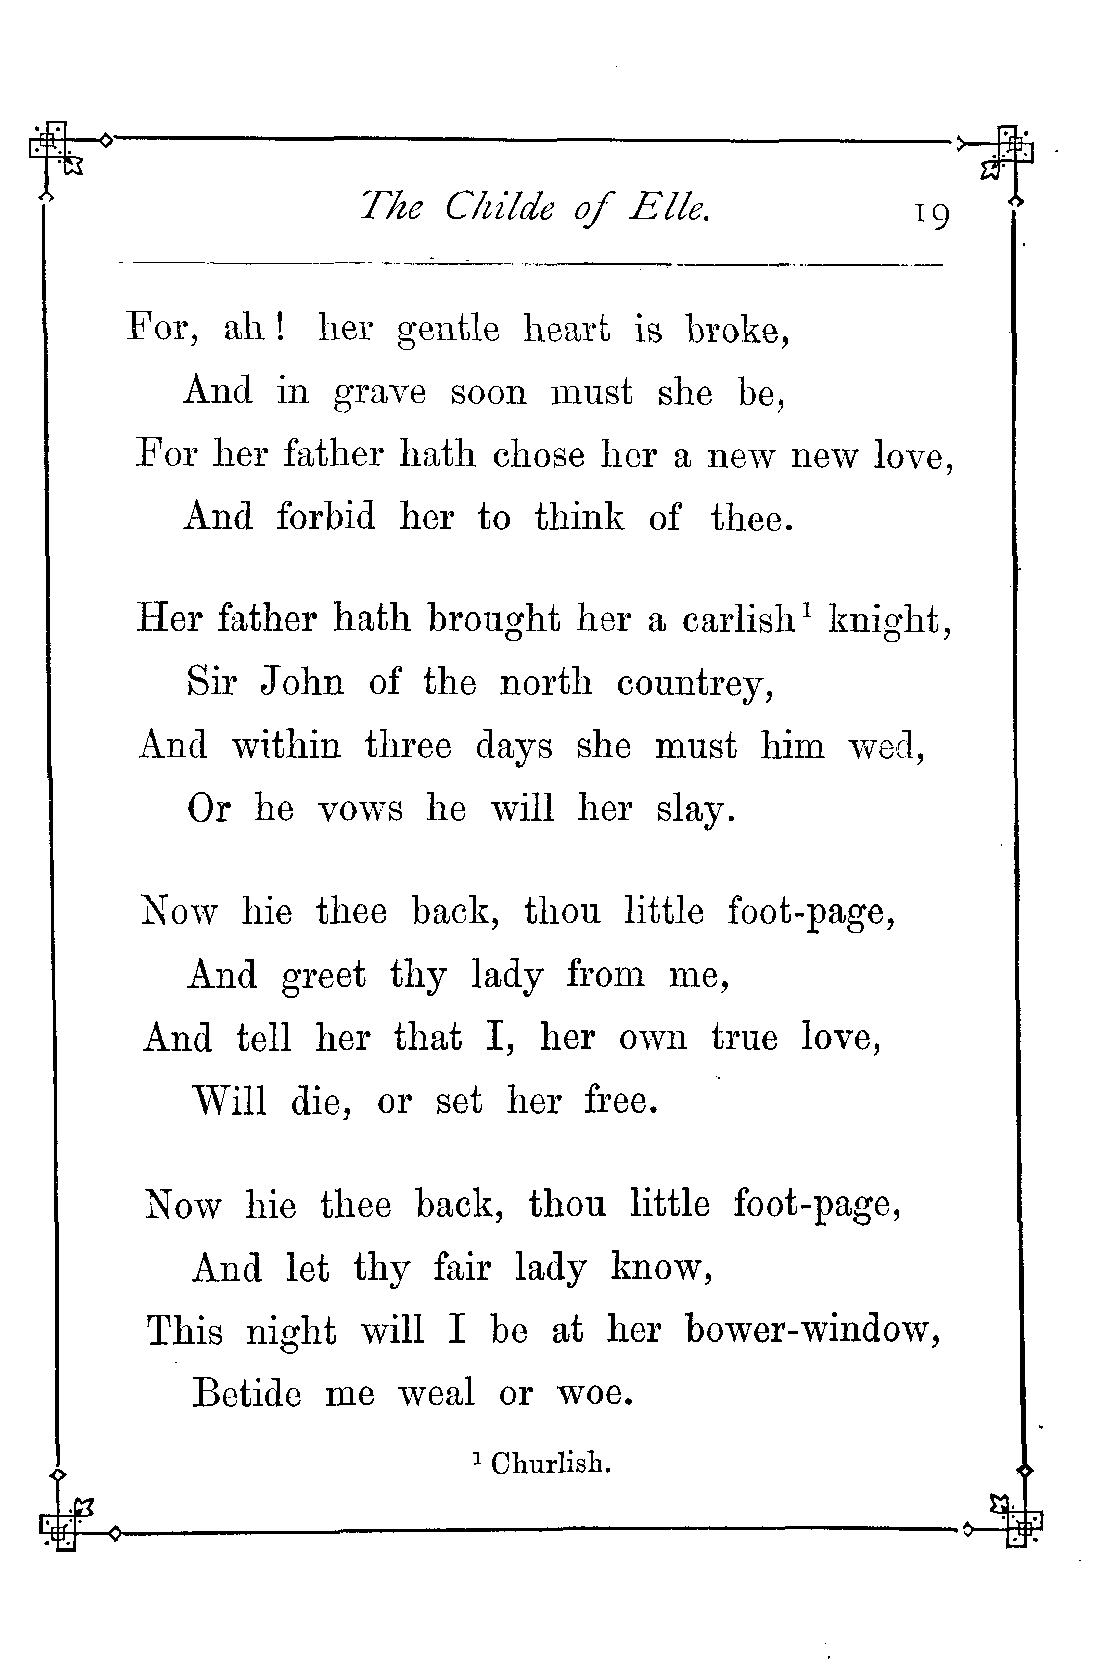 The Childe of Elle. 19
For, ah! her gentle heart is broke,
And in grave soon must she be,
For her father hath chose her a new new love,
And forbid her to think of thee.
Her father hath brought her a carlish¹ knight,
Sir John of the north countrey,
And within three days she must him wed,
Or he vows he will her slay.
Now hie thee back, thou little foot-page,
And greet thy lady from me,
And tell her that I, her own true love,
Will die, or set her free.
Now hie thee back, thou little foot-page,
And let thy fair lady know,
This night will I be at her bower-window,
Betide me weal or woe.
¹ Churlish.